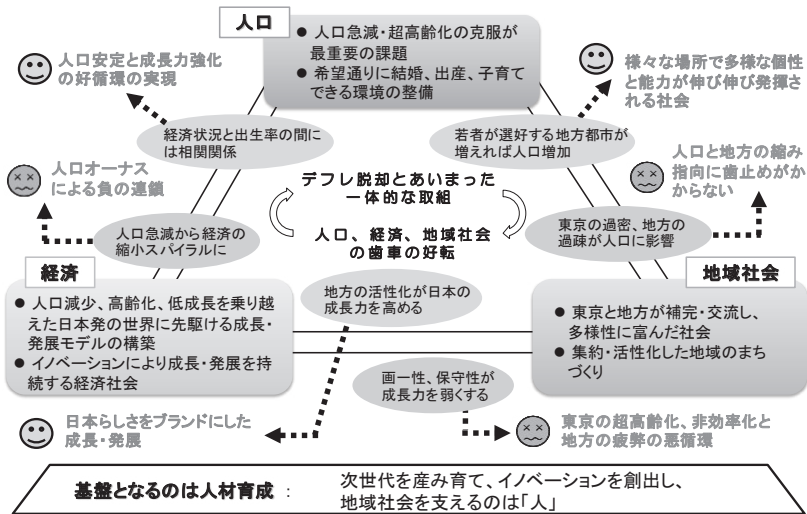 人口
● 人口急減・超高齢化の克服が
最重要の課題
● 希望通りに結婚、出産、子育て
できる環境の整備
人口安定と成長力強化
の好循環の実現
様々な場所で多様な個性
と能力が伸び伸び発揮さ
れる社会
経済状況と出生率の間に
は相関関係
若者が選好する地方都市が
増えれば人口増加
人口オーナス
による負の連鎖
デフレ脱却とあいまった
一体的な取組
人口と地方の縮み
指向に歯止めがか
からない
人口急減から経済の
縮小スパイラルに
人口、経済、地域社会
の歯車の好転
東京の過密、地方の
過疎が人口に影響
経済
● 人口減少、高齢化、低成長を乗り越
えた日本発の世界に先駆ける成長・
発展モデルの構築
● イノベーションにより成長・発展を持
続する経済社会
地方の活性化が日本の
成長力を高める
地域社会
● 東京と地方が補完・交流し、
多様性に富んだ社会
● 集約・活性化した地域のまち
づくり
画一性、保守性が
成長力を弱くする
日本らしさをブランドにした
成長・発展
東京の超高齢化、非効率化と
地方の疲弊の悪循環
基盤となるのは人材育成 :
次世代を産み育て、イノベーションを創出し、
地域社会を支えるのは「人」